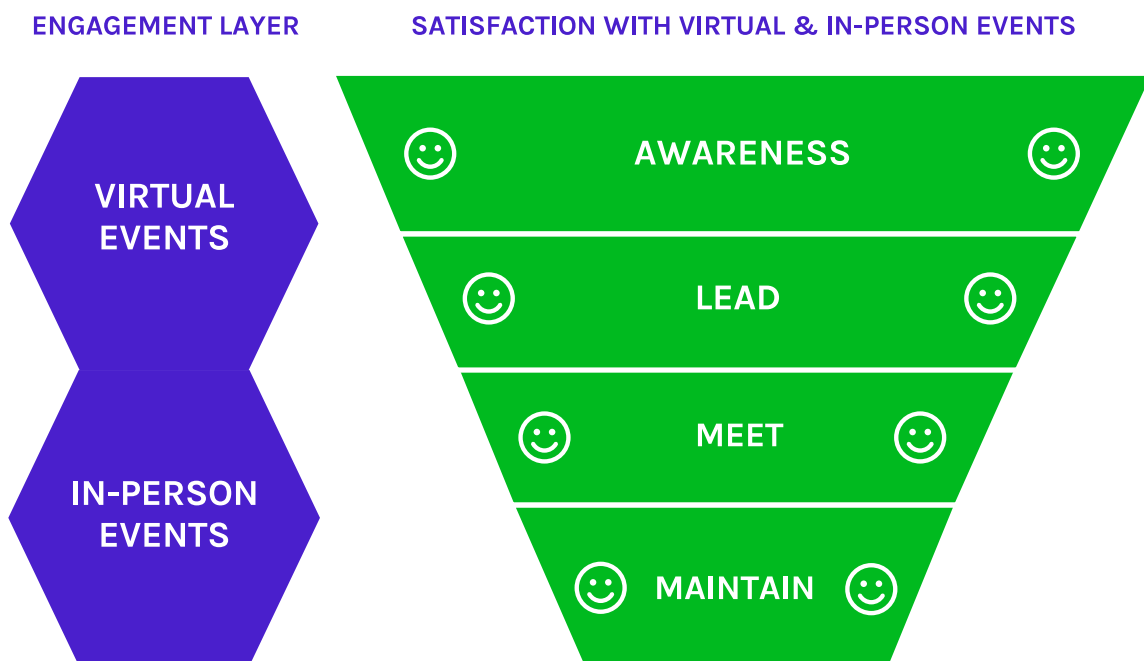 ENGAGEMENT LAYER
SATISFACTION WITH VIRTUAL & IN-PERSON EVENTS
VIRTUAL
EVENTS
IN-PERSON
EVENTS
AWARENESS
LEAD
MEET
MAINTAIN